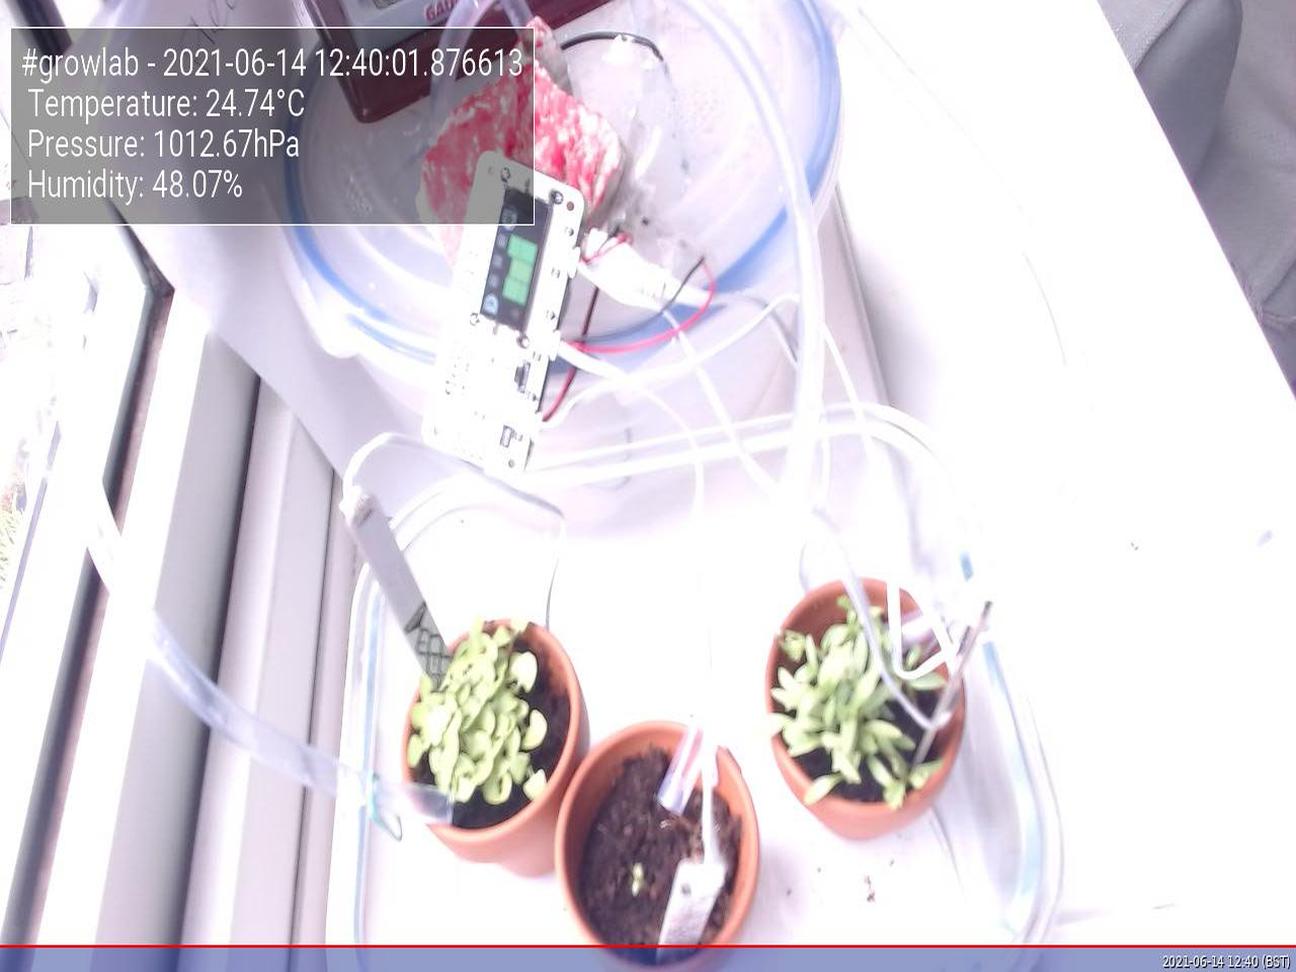 #growlab - 2021-06-14 12:40:01.876613
Temperature: 24.74°C
Pressure: 1012.67hPa
Humidity: 48.07%
2021-06-14 12:40 (BST)